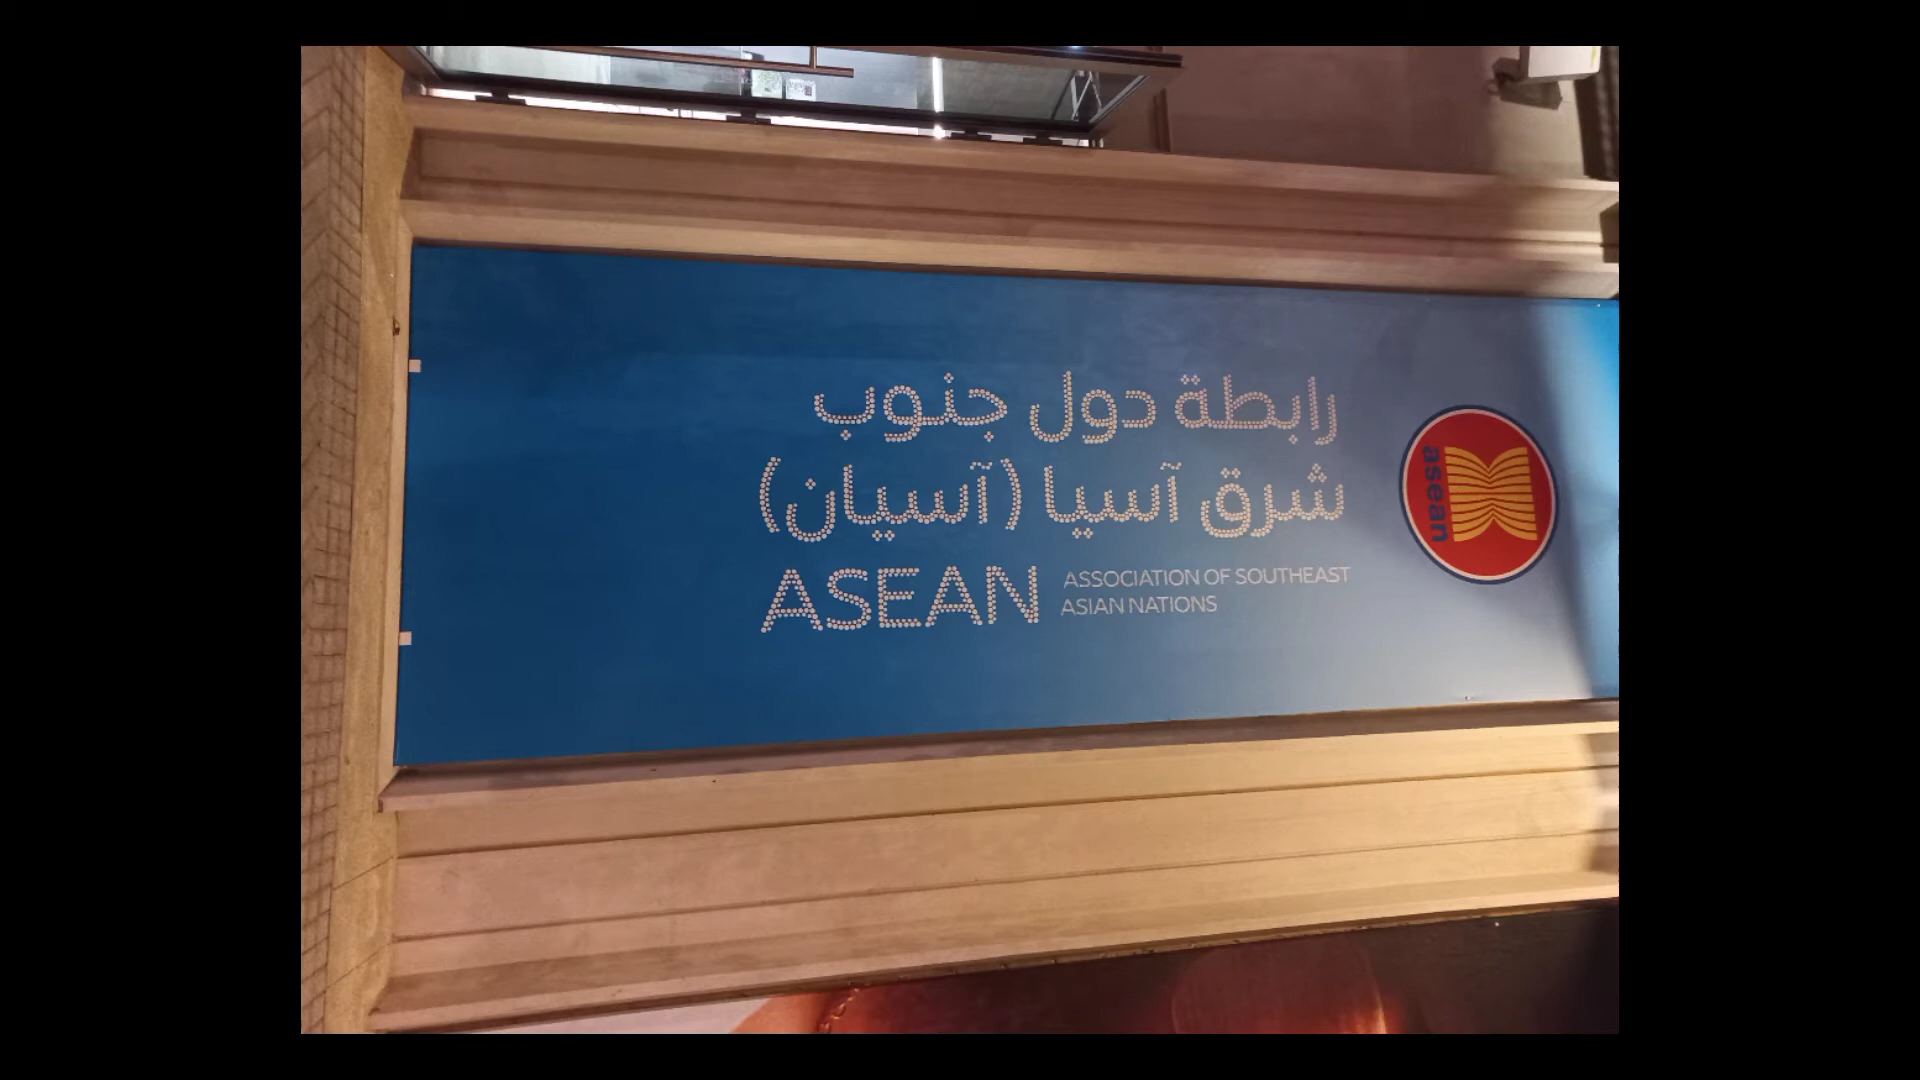 رابطة دول جنوب
شرق آسيا (آسيان)
ASEAN
ASSOCIATION OF SOUTHEAST
ASIAN NATIONS
asean